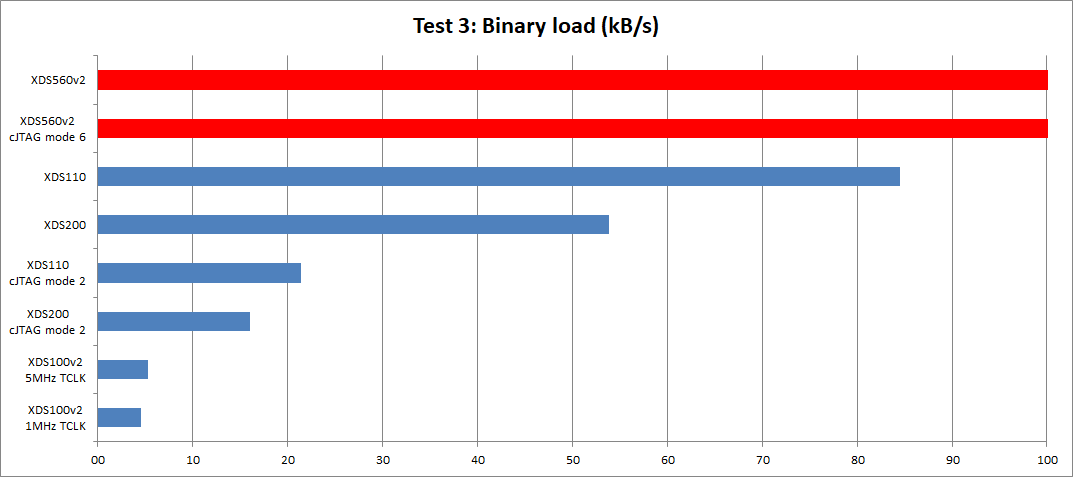 Test 3: Binary load (kB/s)
XDS560v2
XDS560v2
cJTAG mode 6
XDS110
XDS200
XDS110
cJTAG mode 2
XDS200
cJTAG mode 2
XDS100v2
5MHz TCLK
XDS100v2
1MHz TCLK
00 10 20 30 40 50 60 70 80 90 100